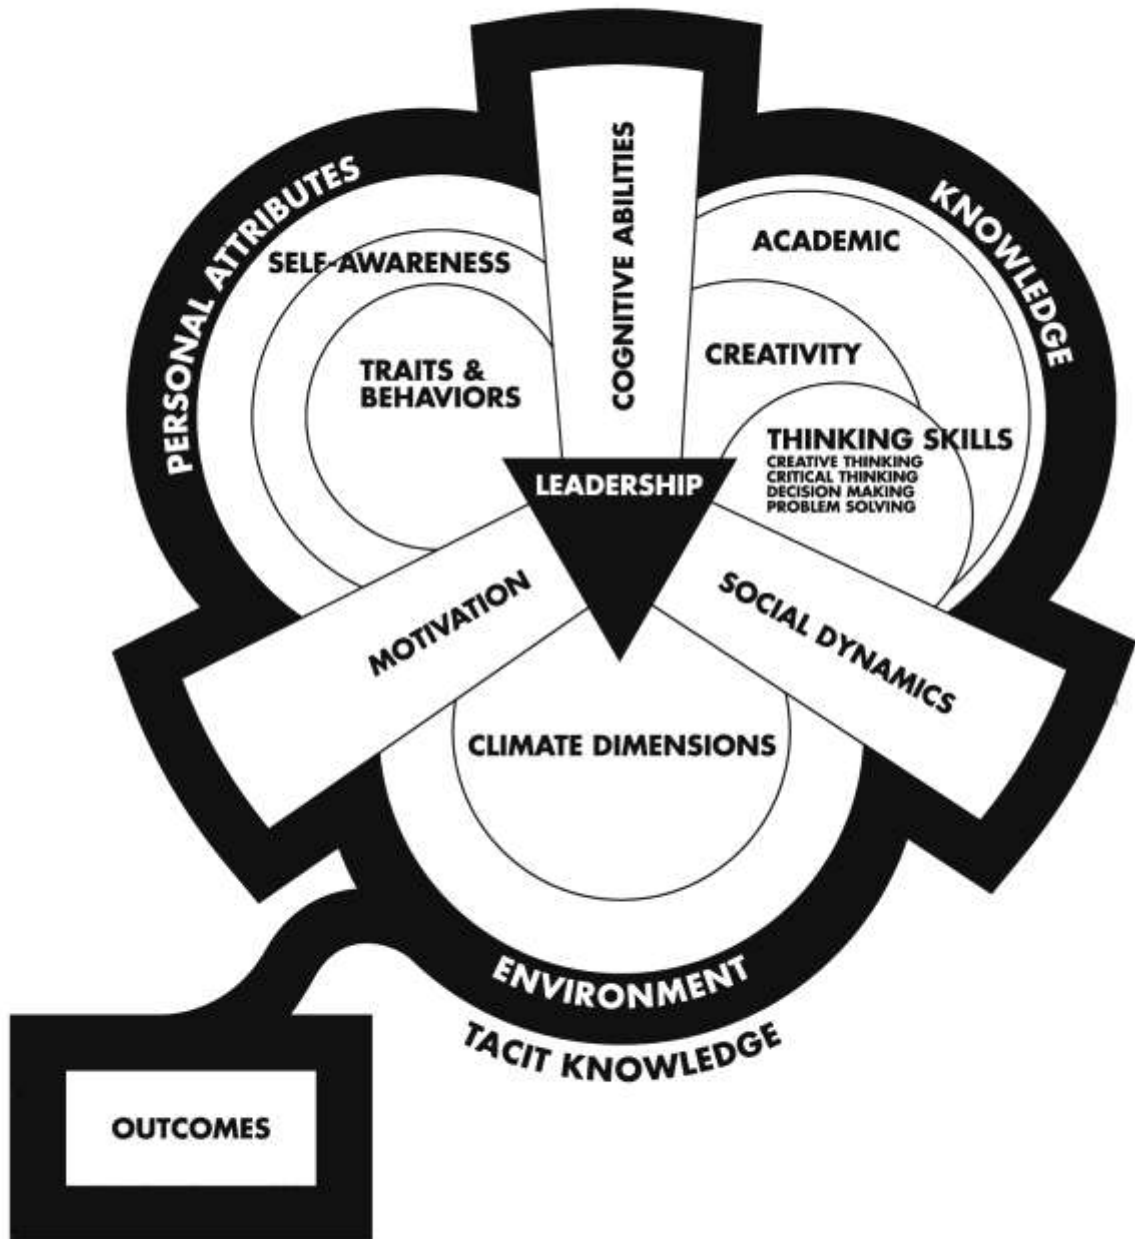 COGNITIVE ABILITIES
PERSONAL ATTRIBUTES
KNOWLEDGE
SELF-AWARENESS
TRAITS &
BEHAVIORS
ACADEMIC
CREATIVITY
THINKING SKILLS
CREATIVE THINKING
CRITICAL THINKING
DECISION MAKING
PROBLEM SOLVING
LEADERSHIP
MOTIVATION
SOCIAL DYNAMICS
CLIMATE DIMENSIONS
ENVIRONMENT
TACIT KNOWLEDGE
OUTCOMES